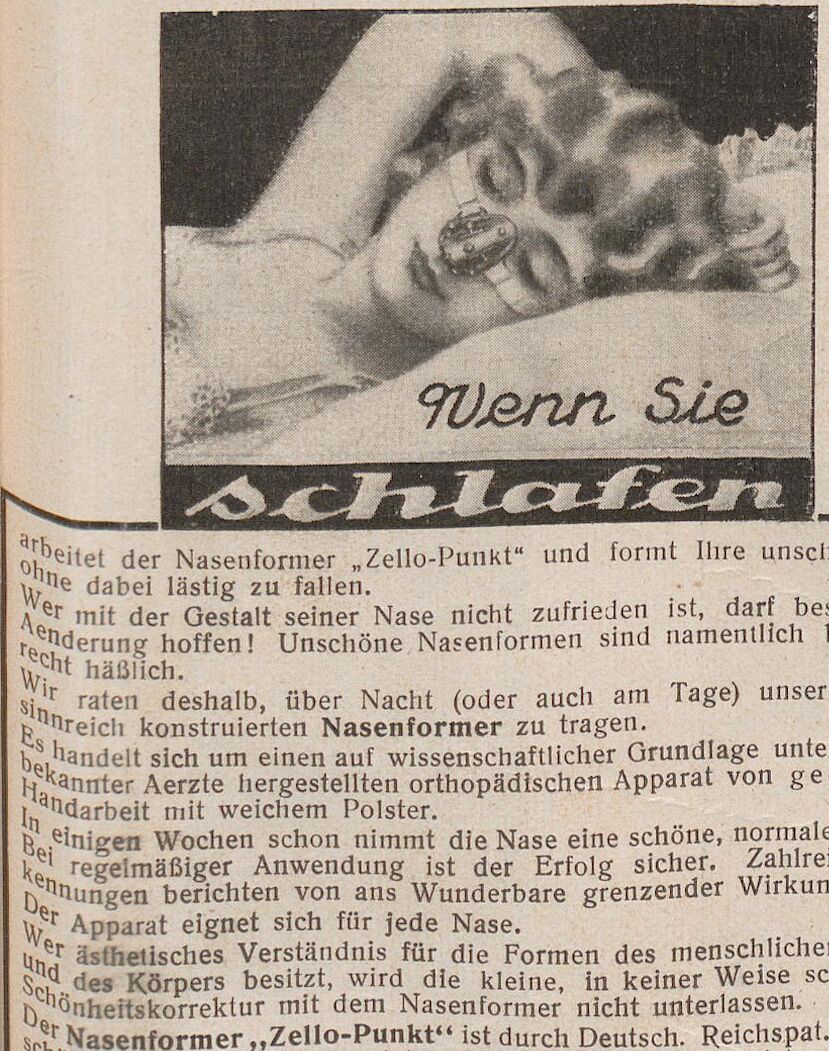 Wenn Sie
schlafen
arbeitet der Nasenformer „Zello-Punkt“ und formt Ihre
ohne dabei lästig zu fallen.
Wer mit der Gestalt seiner Nase nicht zufrieden ist, darf
Aenderung hoffen! Unschöne Nasenformen sind namentlich
recht häßlich.
Wir raten deshalb, über Nacht (oder auch am Tage) unser
sinnreich konstruierten Nasenformer zu tragen.
Es handelt sich um einen auf wissenschaftlicher Grundlage
bekannter Aerzte hergestellten orthopädischen Apparat von
Handarbeit mit weichem Polster.
In einigen Wochen schon nimmt die Nase eine schöne, normale
Bei regelmäßiger Anwendung ist der Erfolg sicher.
kennungen berichten von ans Wunderbare grenzender
Der Apparat eignet sich für jede Nase.
Wer ästhetisches Verständnis für die Formen des
und des Körpers besitzt, wird die kleine, in keiner Weise
Schönheitskorrektur mit dem Nasenformer nicht unterlassen.
Der Nasenformer „Zello-Punkt“ ist durch Deutsch. Reichspat.